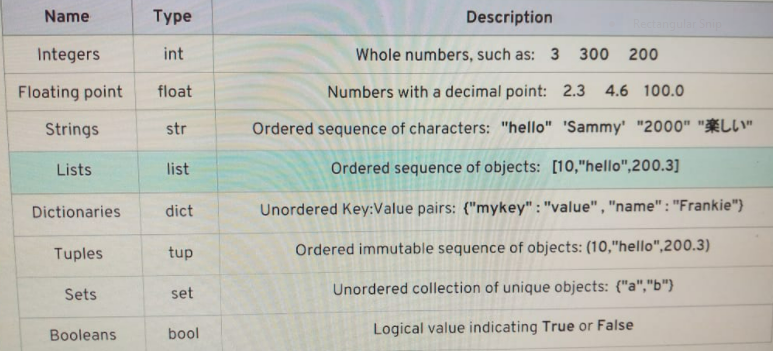 Name Type Description
Integers int Whole numbers, such as: 3 300 200
Floating point float Numbers with a decimal point: 2.3 4.6 100.0
Strings str Ordered sequence of characters: "hello" 'Sammy' "2000" "楽しい"
Lists list Ordered sequence of objects: [10,"hello",200.3]
Dictionaries dict Unordered Key:Value pairs: {"mykey" : "value" , "name" : "Frankie"}
Tuples tup Ordered immutable sequence of objects: (10,"hello",200.3)
Sets set Unordered collection of unique objects: {"a","b"}
Booleans bool Logical value indicating True or False